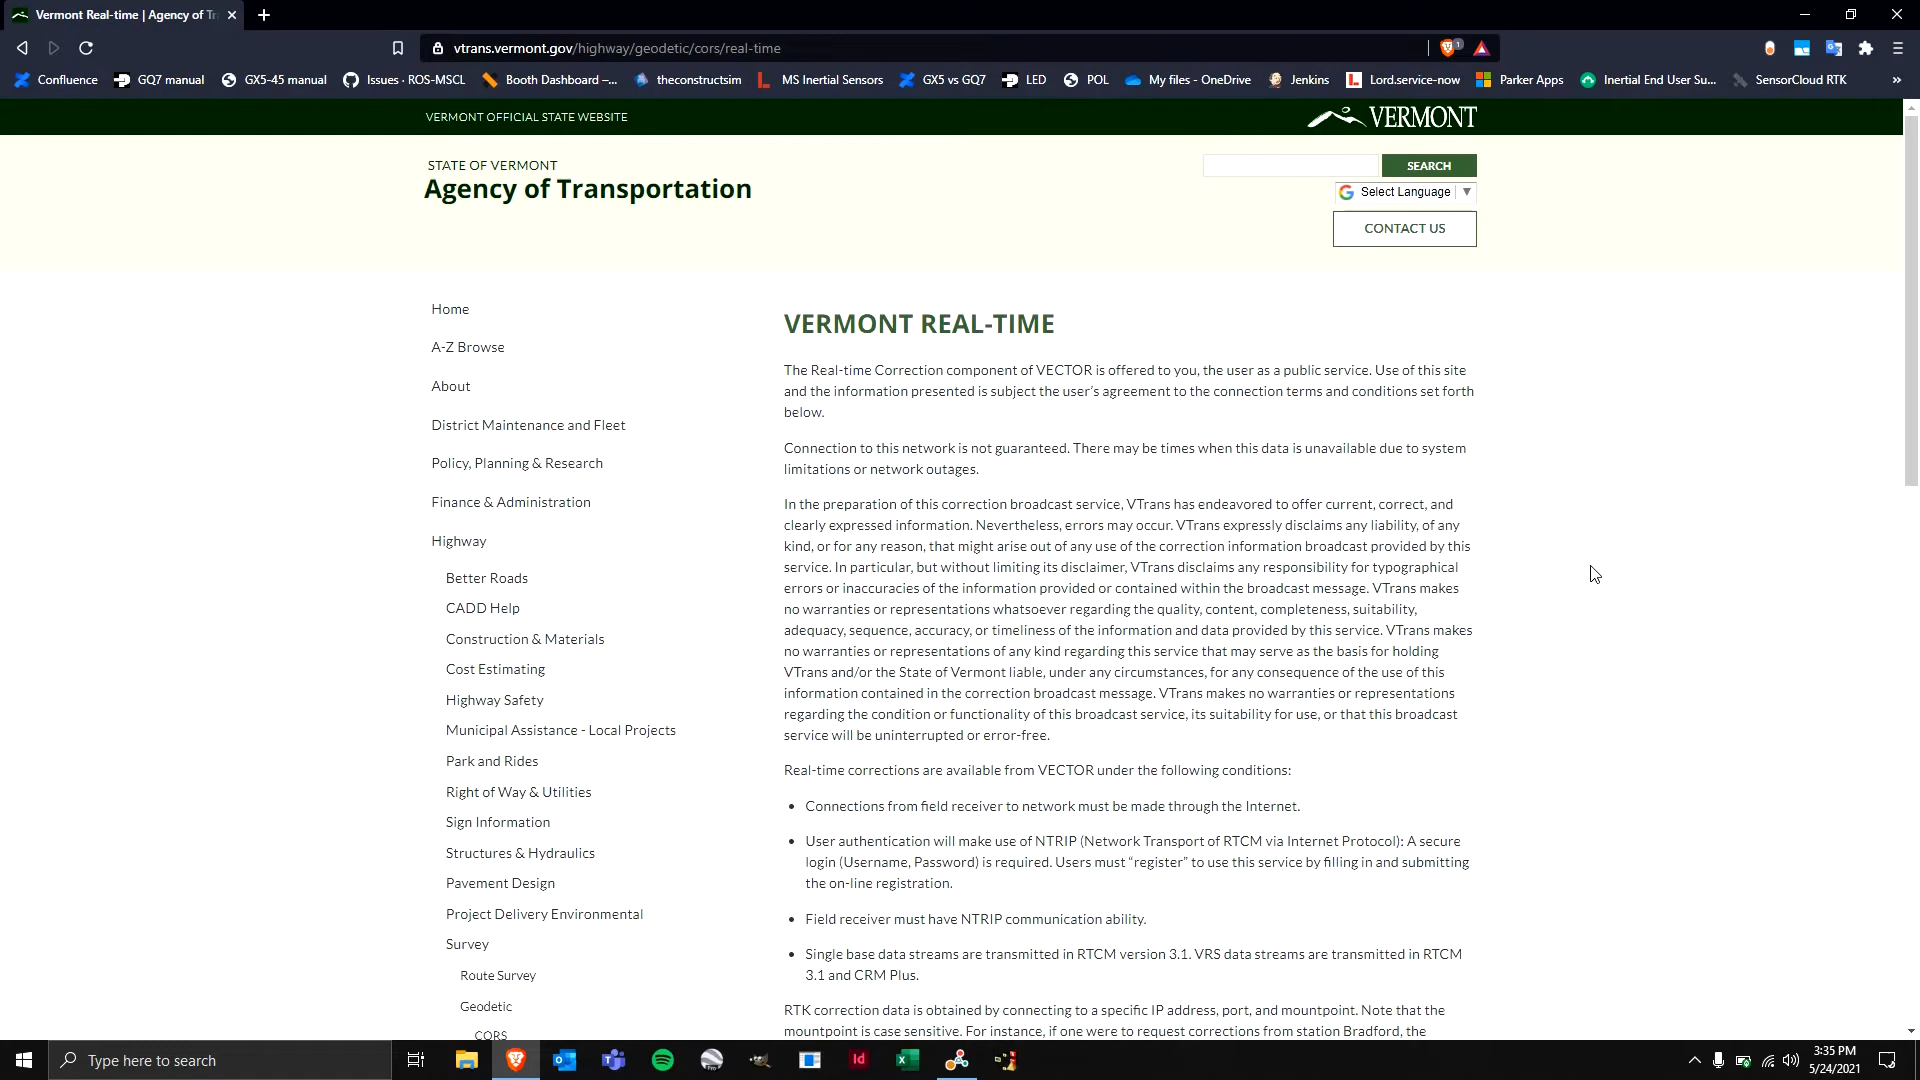 Vermont Real-time | Agency of Tr
vtrans.vermont.gov/highway/geodetic/cors/real-time
1
Confluence
GQ7 manual
GX5-45 manual
Issues · ROS-MSCL
Booth Dashboard –...
theconstructsim
MS Inertial Sensors
GX5 vs GQ7
LED
POL
My files - OneDrive
Jenkins
Lord.service-now
Parker Apps
Inertial End User Su...
SensorCloud RTK
»
VERMONT OFFICIAL STATE WEBSITE
VERMONT
STATE OF VERMONT
Agency of Transportation
SEARCH
Select Language
CONTACT US
Home
A-Z Browse
About
District Maintenance and Fleet
Policy, Planning & Research
Finance & Administration
Highway
Better Roads
CADD Help
Construction & Materials
Cost Estimating
Highway Safety
Municipal Assistance - Local Projects
Park and Rides
Right of Way & Utilities
Sign Information
Structures & Hydraulics
Pavement Design
Project Delivery Environmental
Survey
Route Survey
Geodetic
CORS
VERMONT REAL-TIME
The Real-time Correction component of VECTOR is offered to you, the user as a public service. Use of this site
and the information presented is subject the user's agreement to the connection terms and conditions set forth
below.
Connection to this network is not guaranteed. There may be times when this data is unavailable due to system
limitations or network outages.
In the preparation of this correction broadcast service, VTrans has endeavored to offer current, correct, and
clearly expressed information. Nevertheless, errors may occur. VTrans expressly disclaims any liability, of any
kind, or for any reason, that might arise out of any use of the correction information broadcast provided by this
service. In particular, but without limiting its disclaimer, VTrans disclaims any responsibility for typographical
errors or inaccuracies of the information provided or contained within the broadcast message. VTrans makes
no warranties or representations whatsoever regarding the quality, content, completeness, suitability,
adequacy, sequence, accuracy, or timeliness of the information and data provided by this service. VTrans makes
no warranties or representations of any kind regarding this service that may serve as the basis for holding
VTrans and/or the State of Vermont liable, under any circumstances, for any consequence of the use of this
information contained in the correction broadcast message. VTrans makes no warranties or representations
regarding the condition or functionality of this broadcast service, its suitability for use, or that this broadcast
service will be uninterrupted or error-free.
Real-time corrections are available from VECTOR under the following conditions:
• Connections from field receiver to network must be made through the Internet.
• User authentication will make use of NTRIP (Network Transport of RTCM via Internet Protocol): A secure
login (Username, Password) is required. Users must “register” to use this service by filling in and submitting
the on-line registration.
• Field receiver must have NTRIP communication ability.
• Single base data streams are transmitted in RTCM version 3.1. VRS data streams are transmitted in RTCM
3.1 and CRM Plus.
RTK correction data is obtained by connecting to a specific IP address, port, and mountpoint. Note that the
mountpoint is case sensitive. For instance, if one were to request corrections from station Bradford, the
Type here to search
3:35 PM
5/24/2021